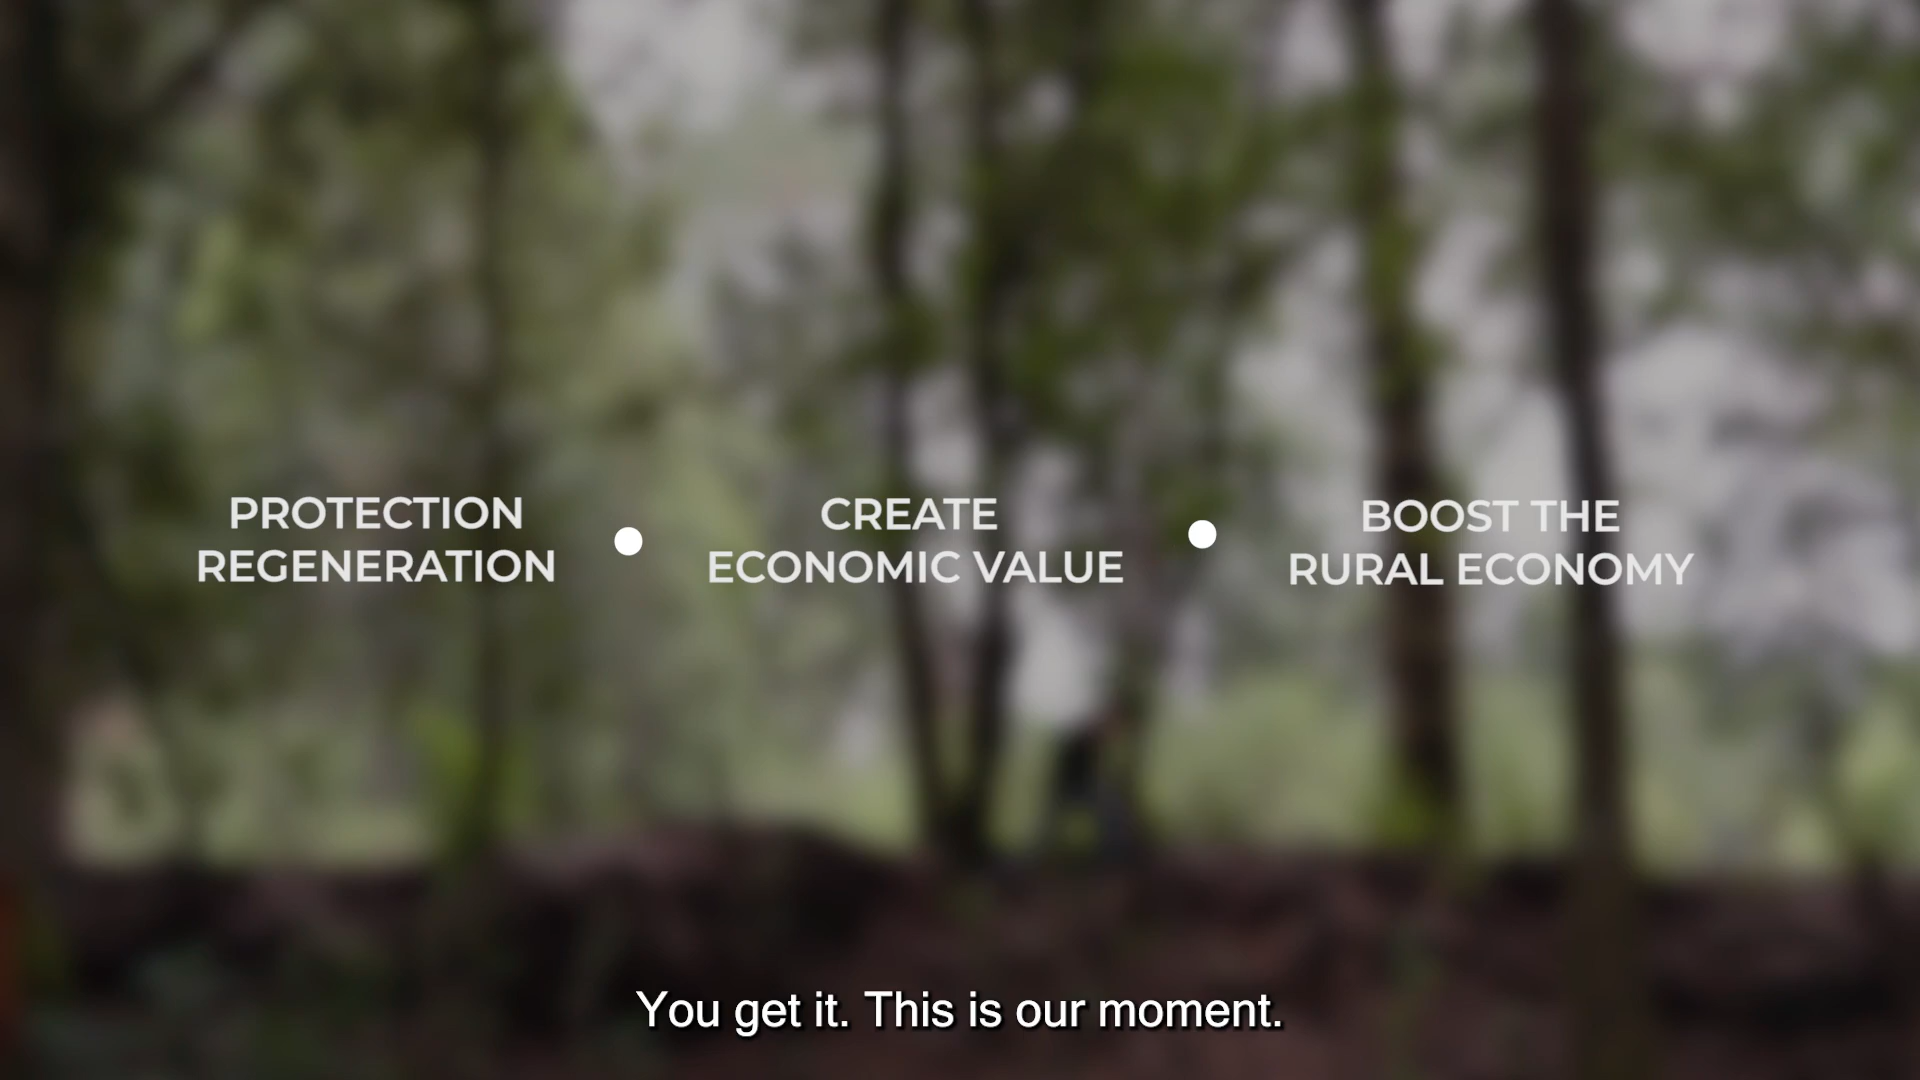 PROTECTION
REGENERATION
CREATE
ECONOMIC VALUE
BOOST THE
RURAL ECONOMY
You get it. This is our moment.